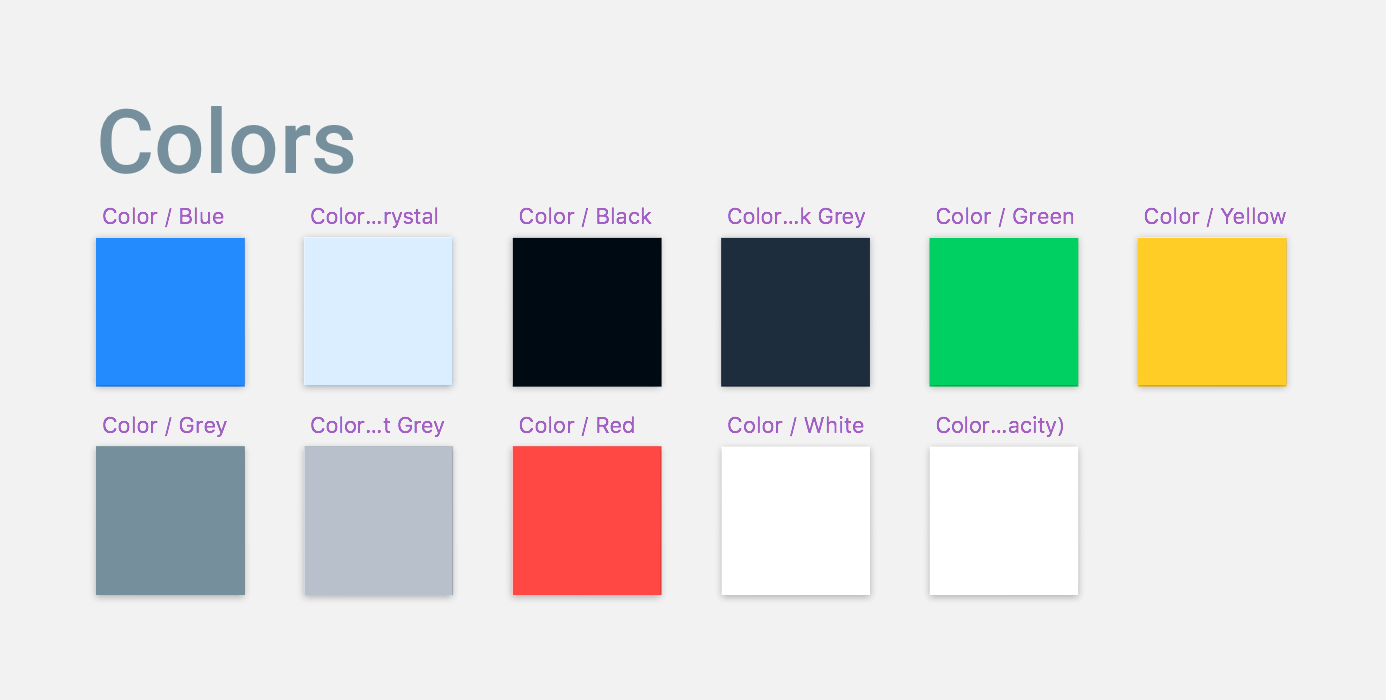 Colors
Color / Blue
Color...rystal
Color / Black
Color...k Grey
Color / Green
Color / Yellow
Color / Grey
Color...t Grey
Color / Red
Color / White
Color...acity)